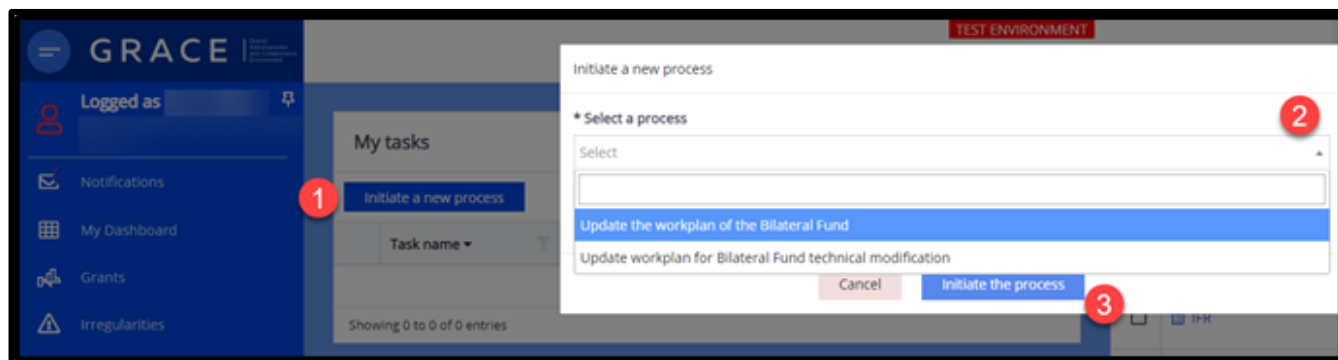 TEST ENVIRONMENT
GRACE
Logged as
Notifications
My Dashboard
Grants
Irregularities
My tasks
1
Initiate a new process
Task name
Showing 0 to 0 of 0 entries
Initiate a new process
* Select a process
2
Select
Update the workplan of the Bilateral Fund
Update workplan for Bilateral Fund technical modification
Cancel
Initiate the process
3
IFR